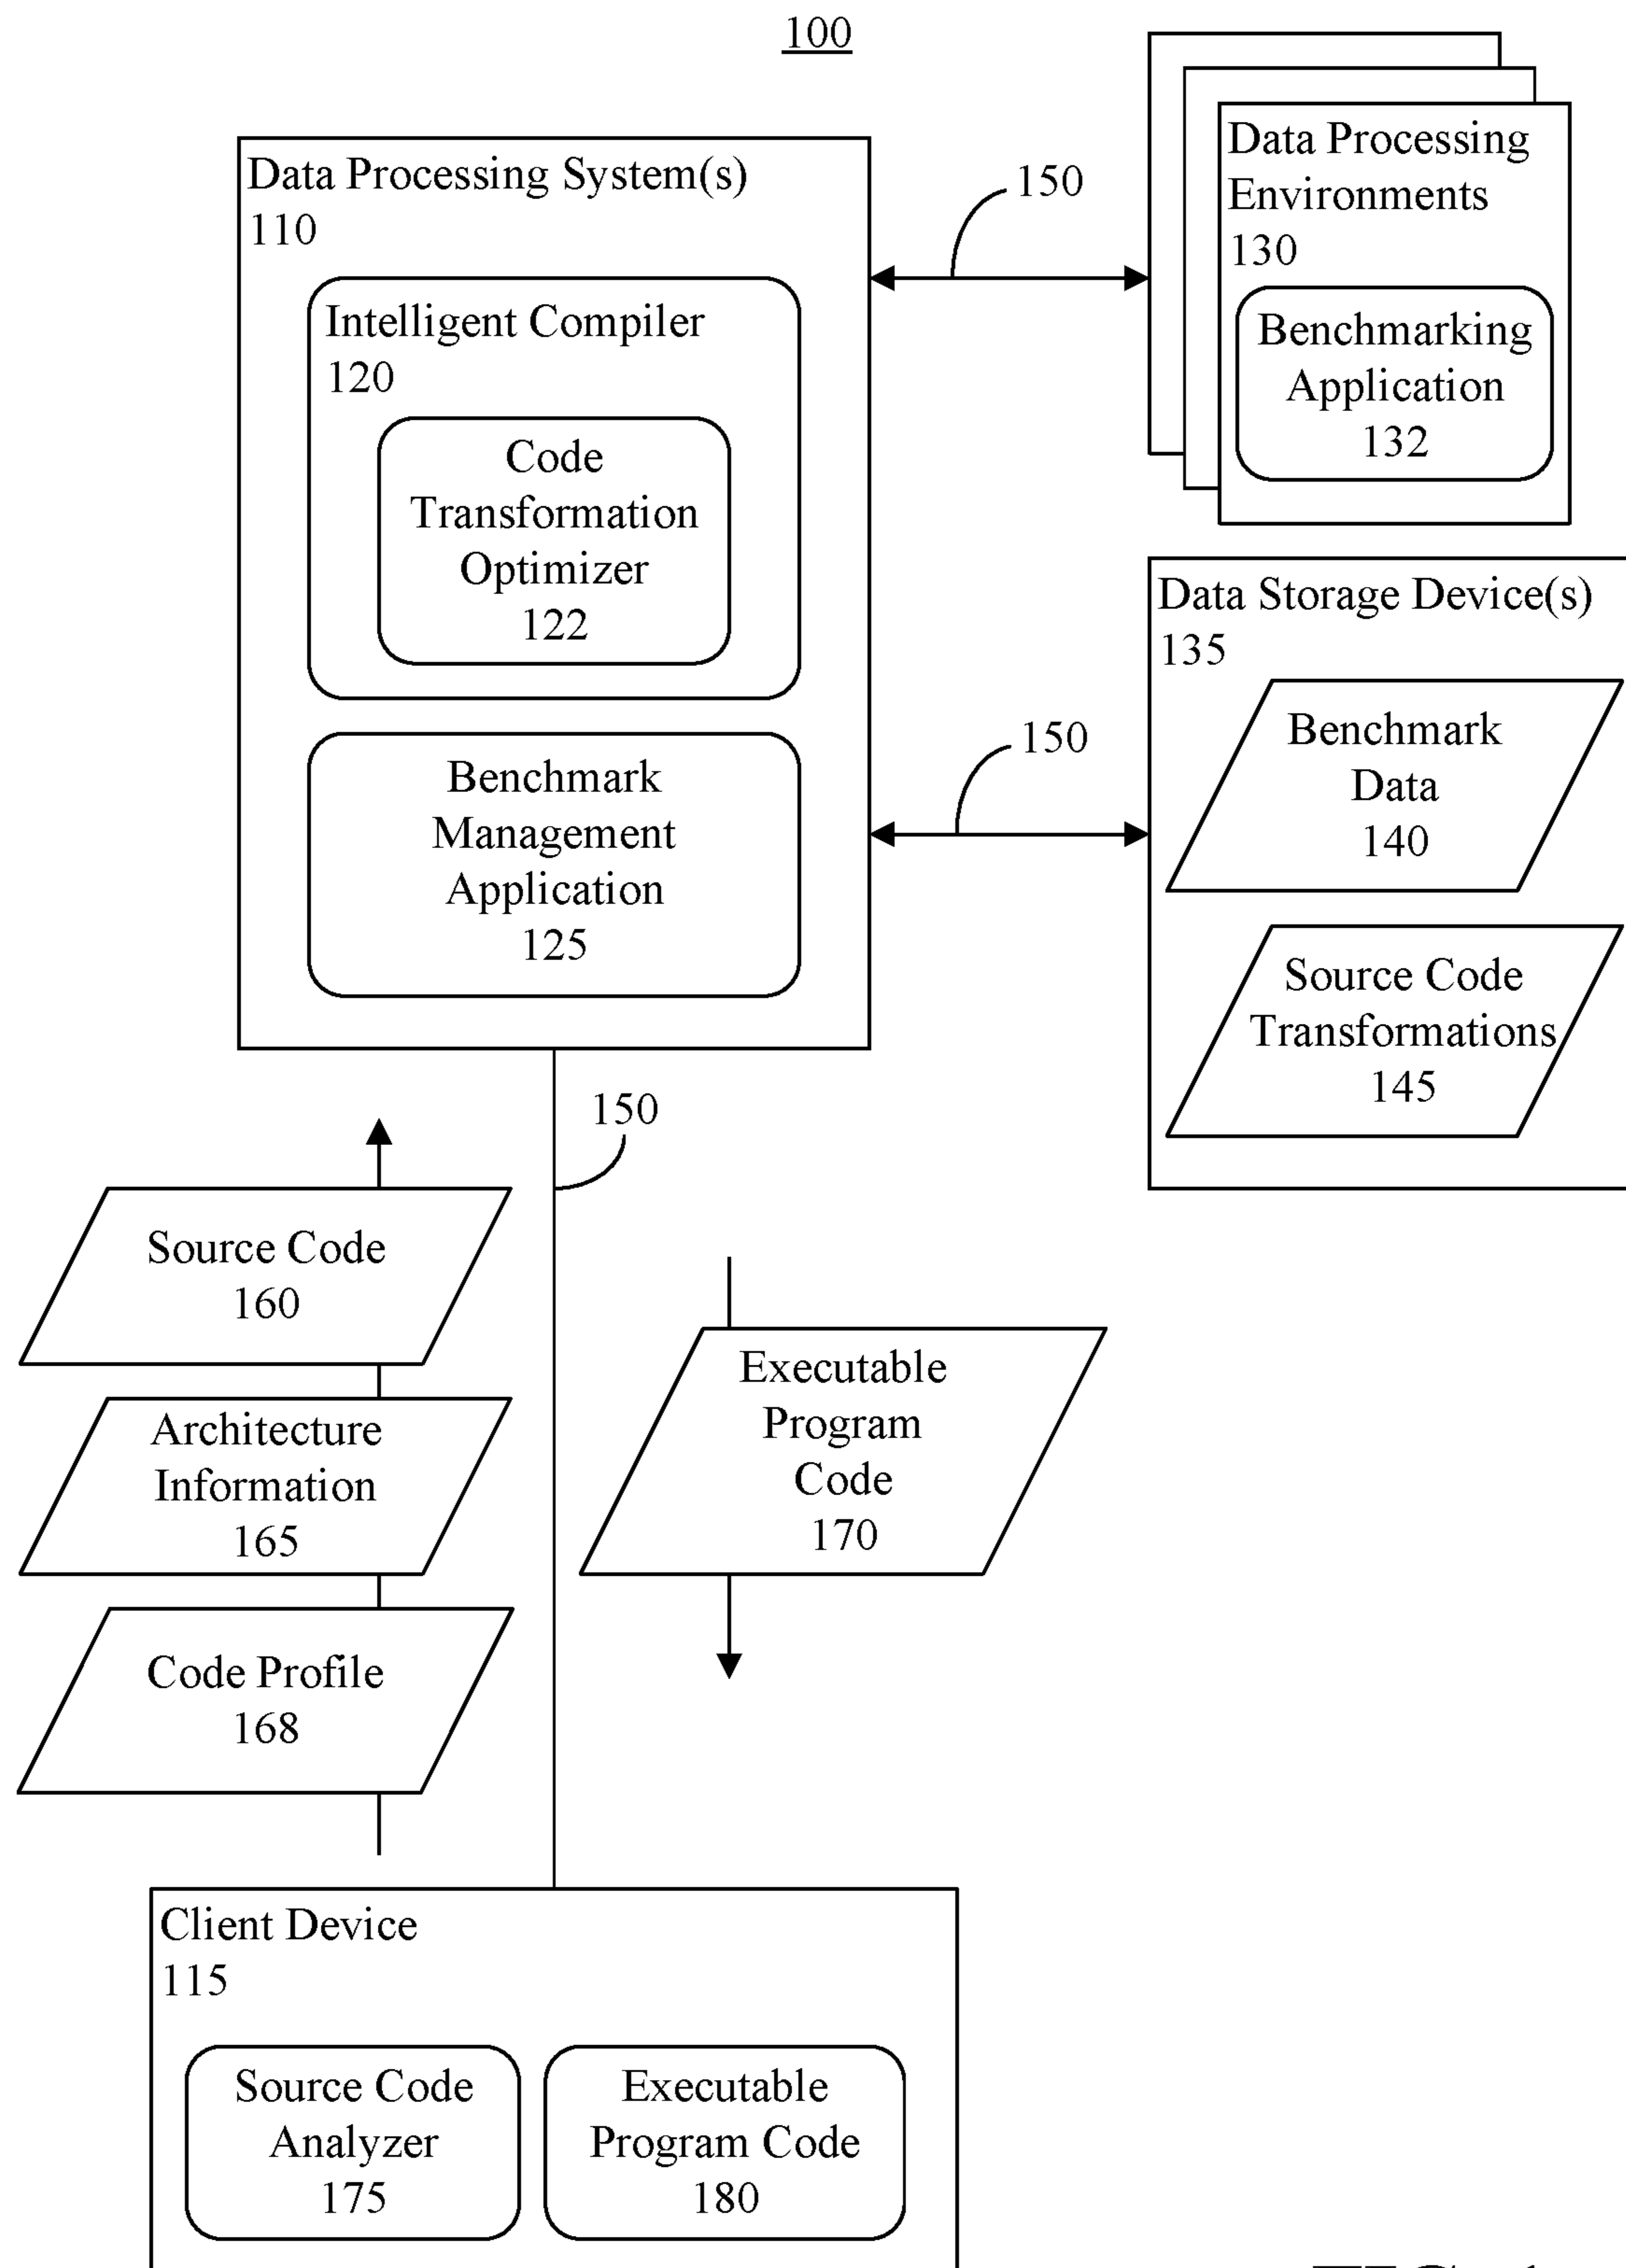 100
Data Processing System(s)
110
Intelligent Compiler
120
Code
Transformation
Optimizer
122
Benchmark
Management
Application
125
150
Data Processing
Environments
130
Benchmarking
Application
132
150
Data Storage Device(s)
135
Benchmark
Data
140
Source Code
Transformations
145
150
Source Code
160
Architecture
Information
165
Code Profile
168
Executable
Program
Code
170
Client Device
115
Source Code
Analyzer
175
Executable
Program Code
180